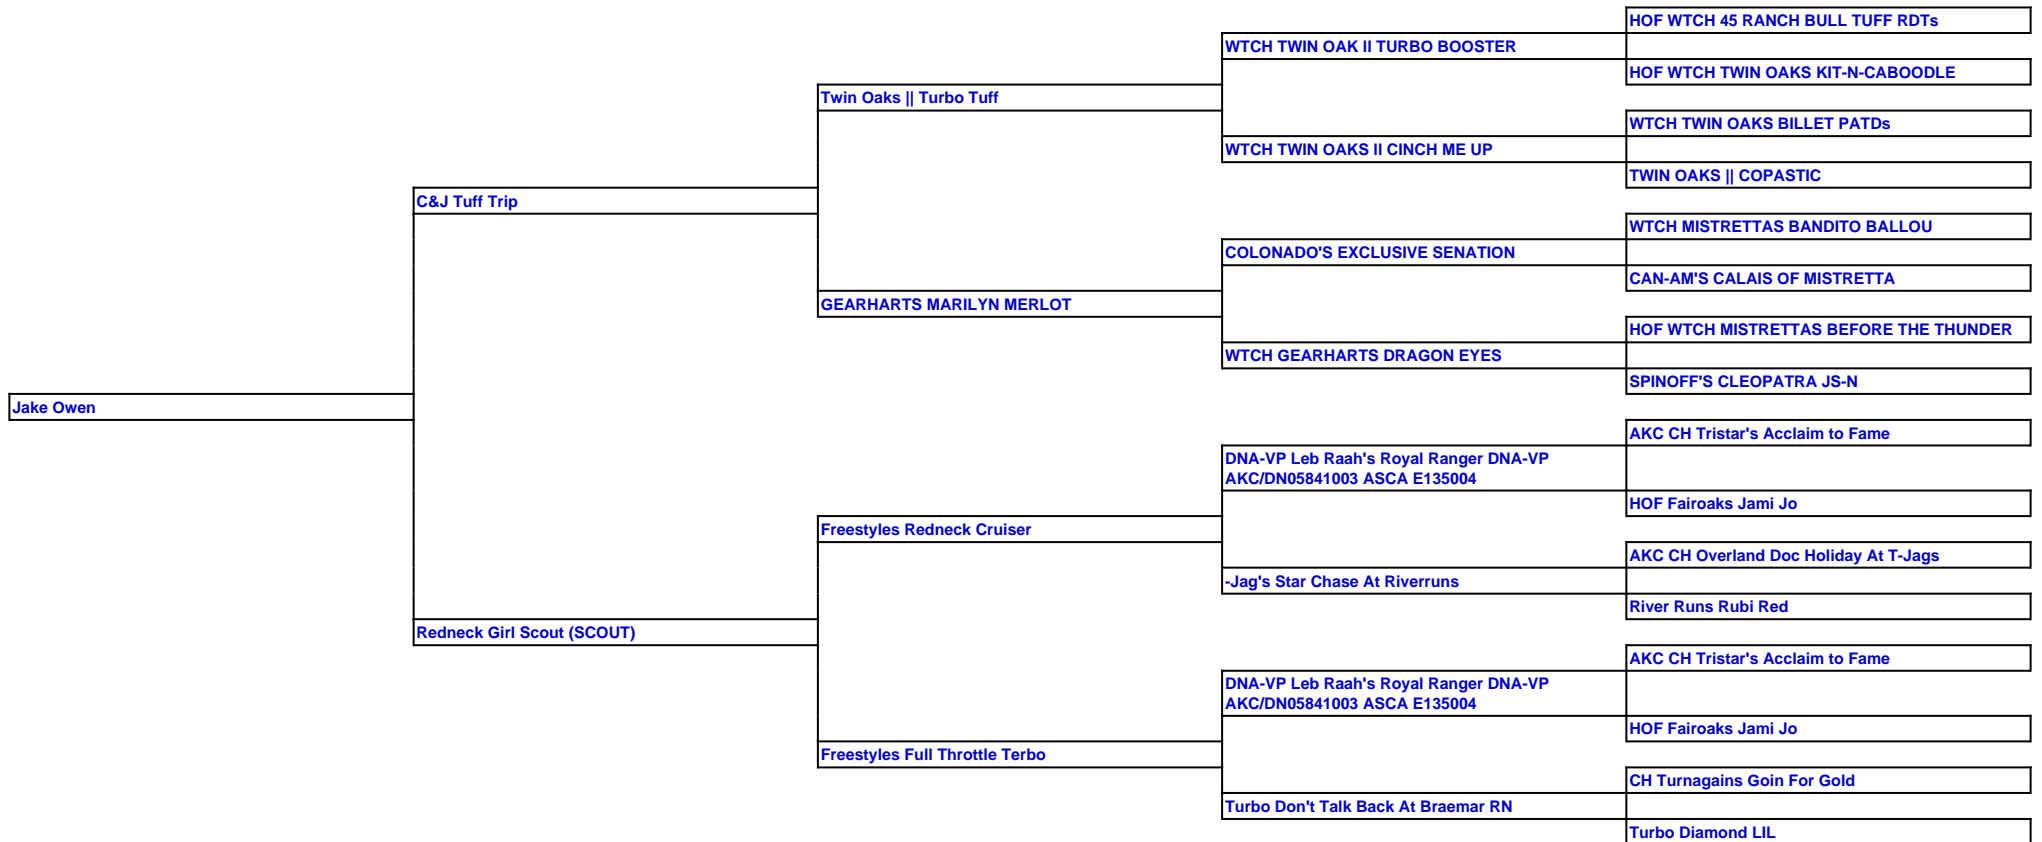 HOF WTCH 45 RANCH BULL TUFF RDTs
WTCH TWIN OAK II TURBO BOOSTER
HOF WTCH TWIN OAKS KIT-N-CABOODLE
Twin Oaks || Turbo Tuff
WTCH TWIN OAKS BILLET PATDs
WTCH TWIN OAKS II CINCH ME UP
TWIN OAKS || COPASTIC
C&J Tuff Trip
WTCH MISTRETTAS BANDITO BALLOU
COLONADO'S EXCLUSIVE SENATION
CAN-AM'S CALAIS OF MISTRETTA
GEARHARTS MARILYN MERLOT
HOF WTCH MISTRETTAS BEFORE THE THUNDER
WTCH GEARHARTS DRAGON EYES
SPINOFF'S CLEOPATRA JS-N
Jake Owen
AKC CH Tristar's Acclaim to Fame
DNA-VP Leb Raah's Royal Ranger DNA-VP
AKC/DN05841003 ASCA E135004
HOF Fairoaks Jami Jo
Freestyles Redneck Cruiser
AKC CH Overland Doc Holiday At T-Jags
-Jag's Star Chase At Riverruns
River Runs Rubi Red
Redneck Girl Scout (SCOUT)
AKC CH Tristar's Acclaim to Fame
DNA-VP Leb Raah's Royal Ranger DNA-VP
AKC/DN05841003 ASCA E135004
HOF Fairoaks Jami Jo
Freestyles Full Throttle Terbo
CH Turnagains Goin For Gold
Turbo Don't Talk Back At Braemar RN
Turbo Diamond LIL